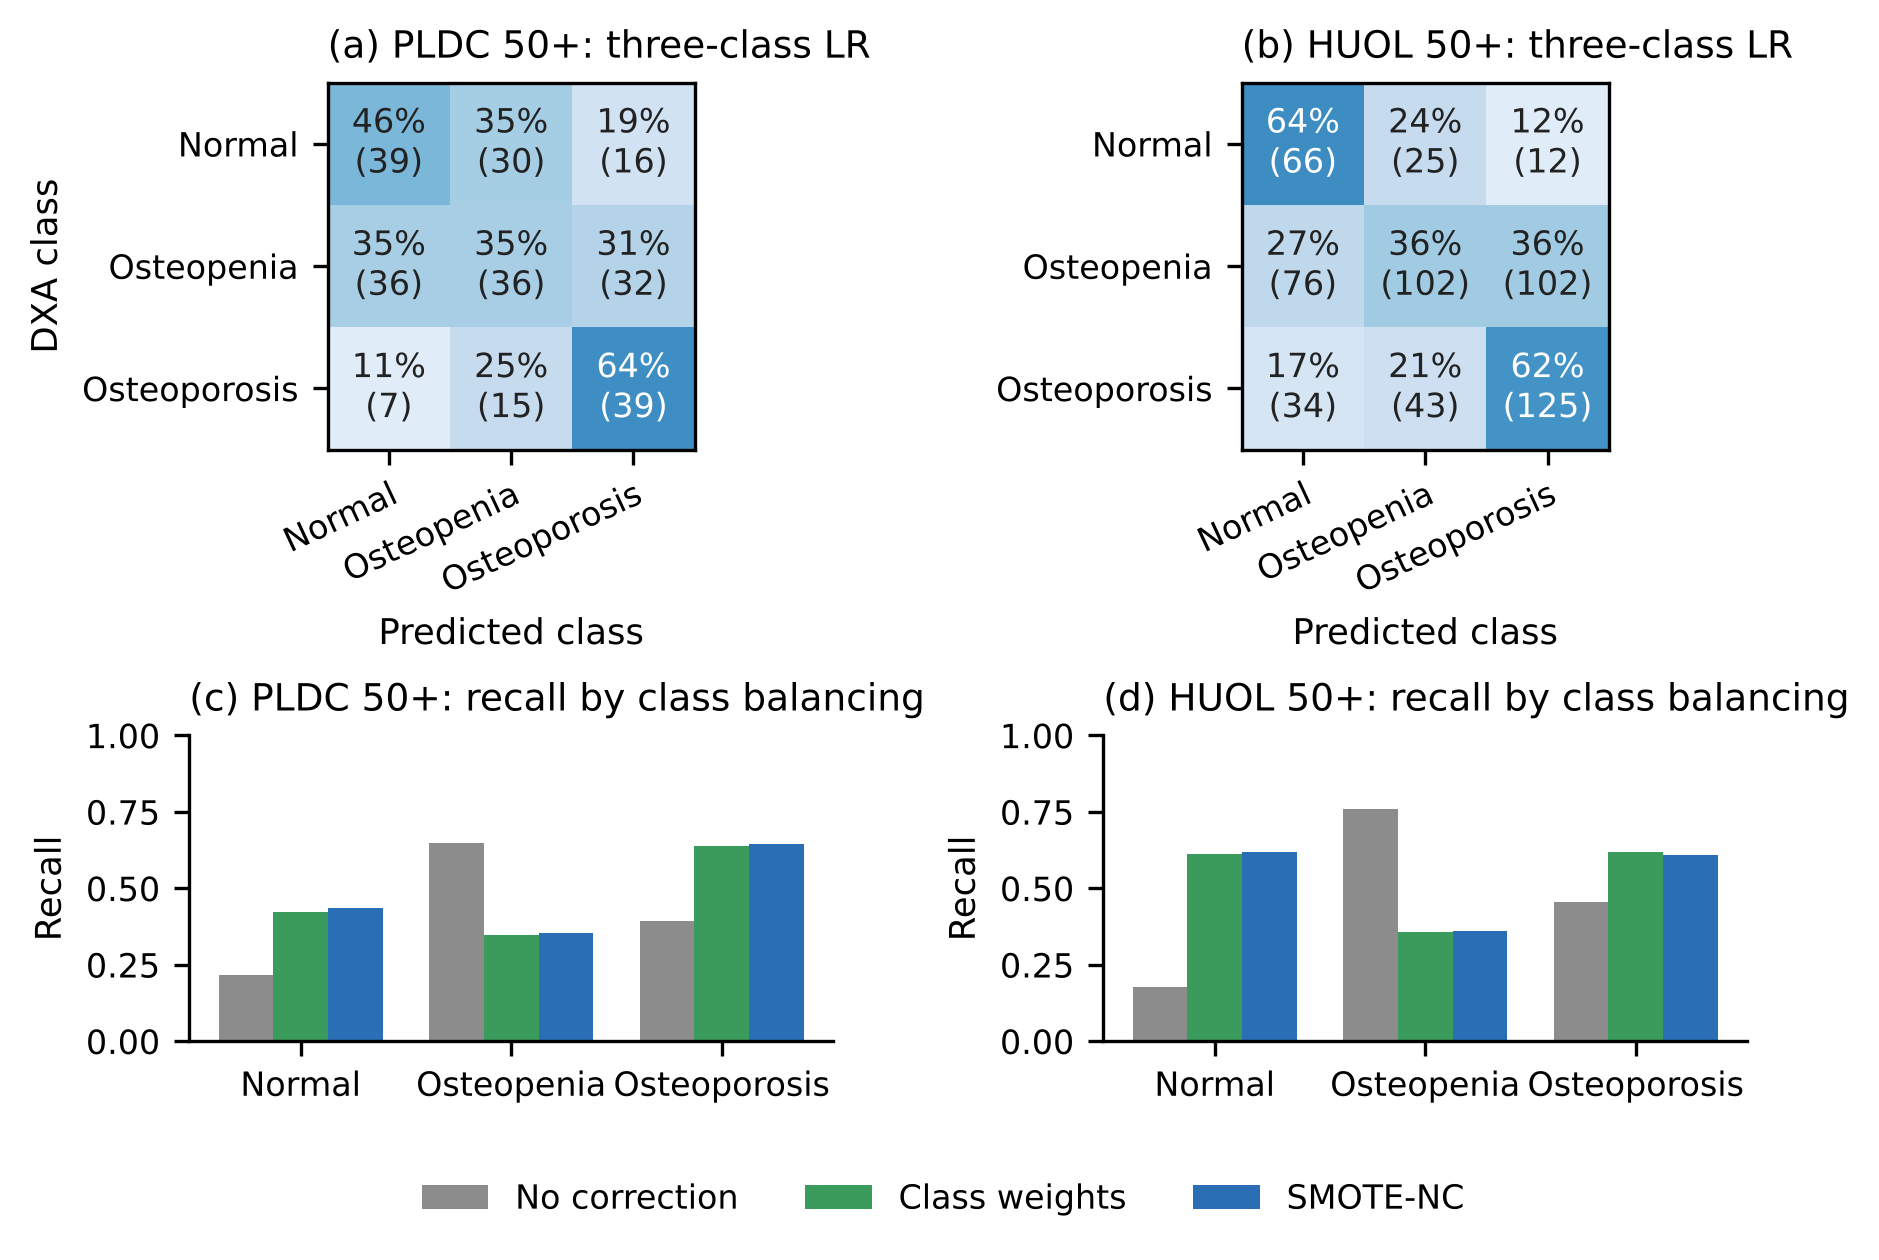 (a) PLDC 50+: three-class LR
DXA class
Normal
46% 35% 19%
(39) (30) (16)
Osteopenia
35% 35% 31%
(36) (36) (32)
Osteoporosis
11% 25% 64%
(7) (15) (39)
Normal
Osteopenia
Osteoporosis
Predicted class
(b) HUOL 50+: three-class LR
Normal
64% 24% 12%
(66) (25) (12)
Osteopenia
27% 36% 36%
(76) (102) (102)
Osteoporosis
17% 21% 62%
(34) (43) (125)
Normal
Osteopenia
Osteoporosis
Predicted class
(c) PLDC 50+: recall by class balancing
Recall
1.00
0.75
0.50
0.25
0.00
Normal Osteopenia Osteoporosis
(d) HUOL 50+: recall by class balancing
Recall
1.00
0.75
0.50
0.25
0.00
Normal Osteopenia Osteoporosis
No correction Class weights SMOTE-NC